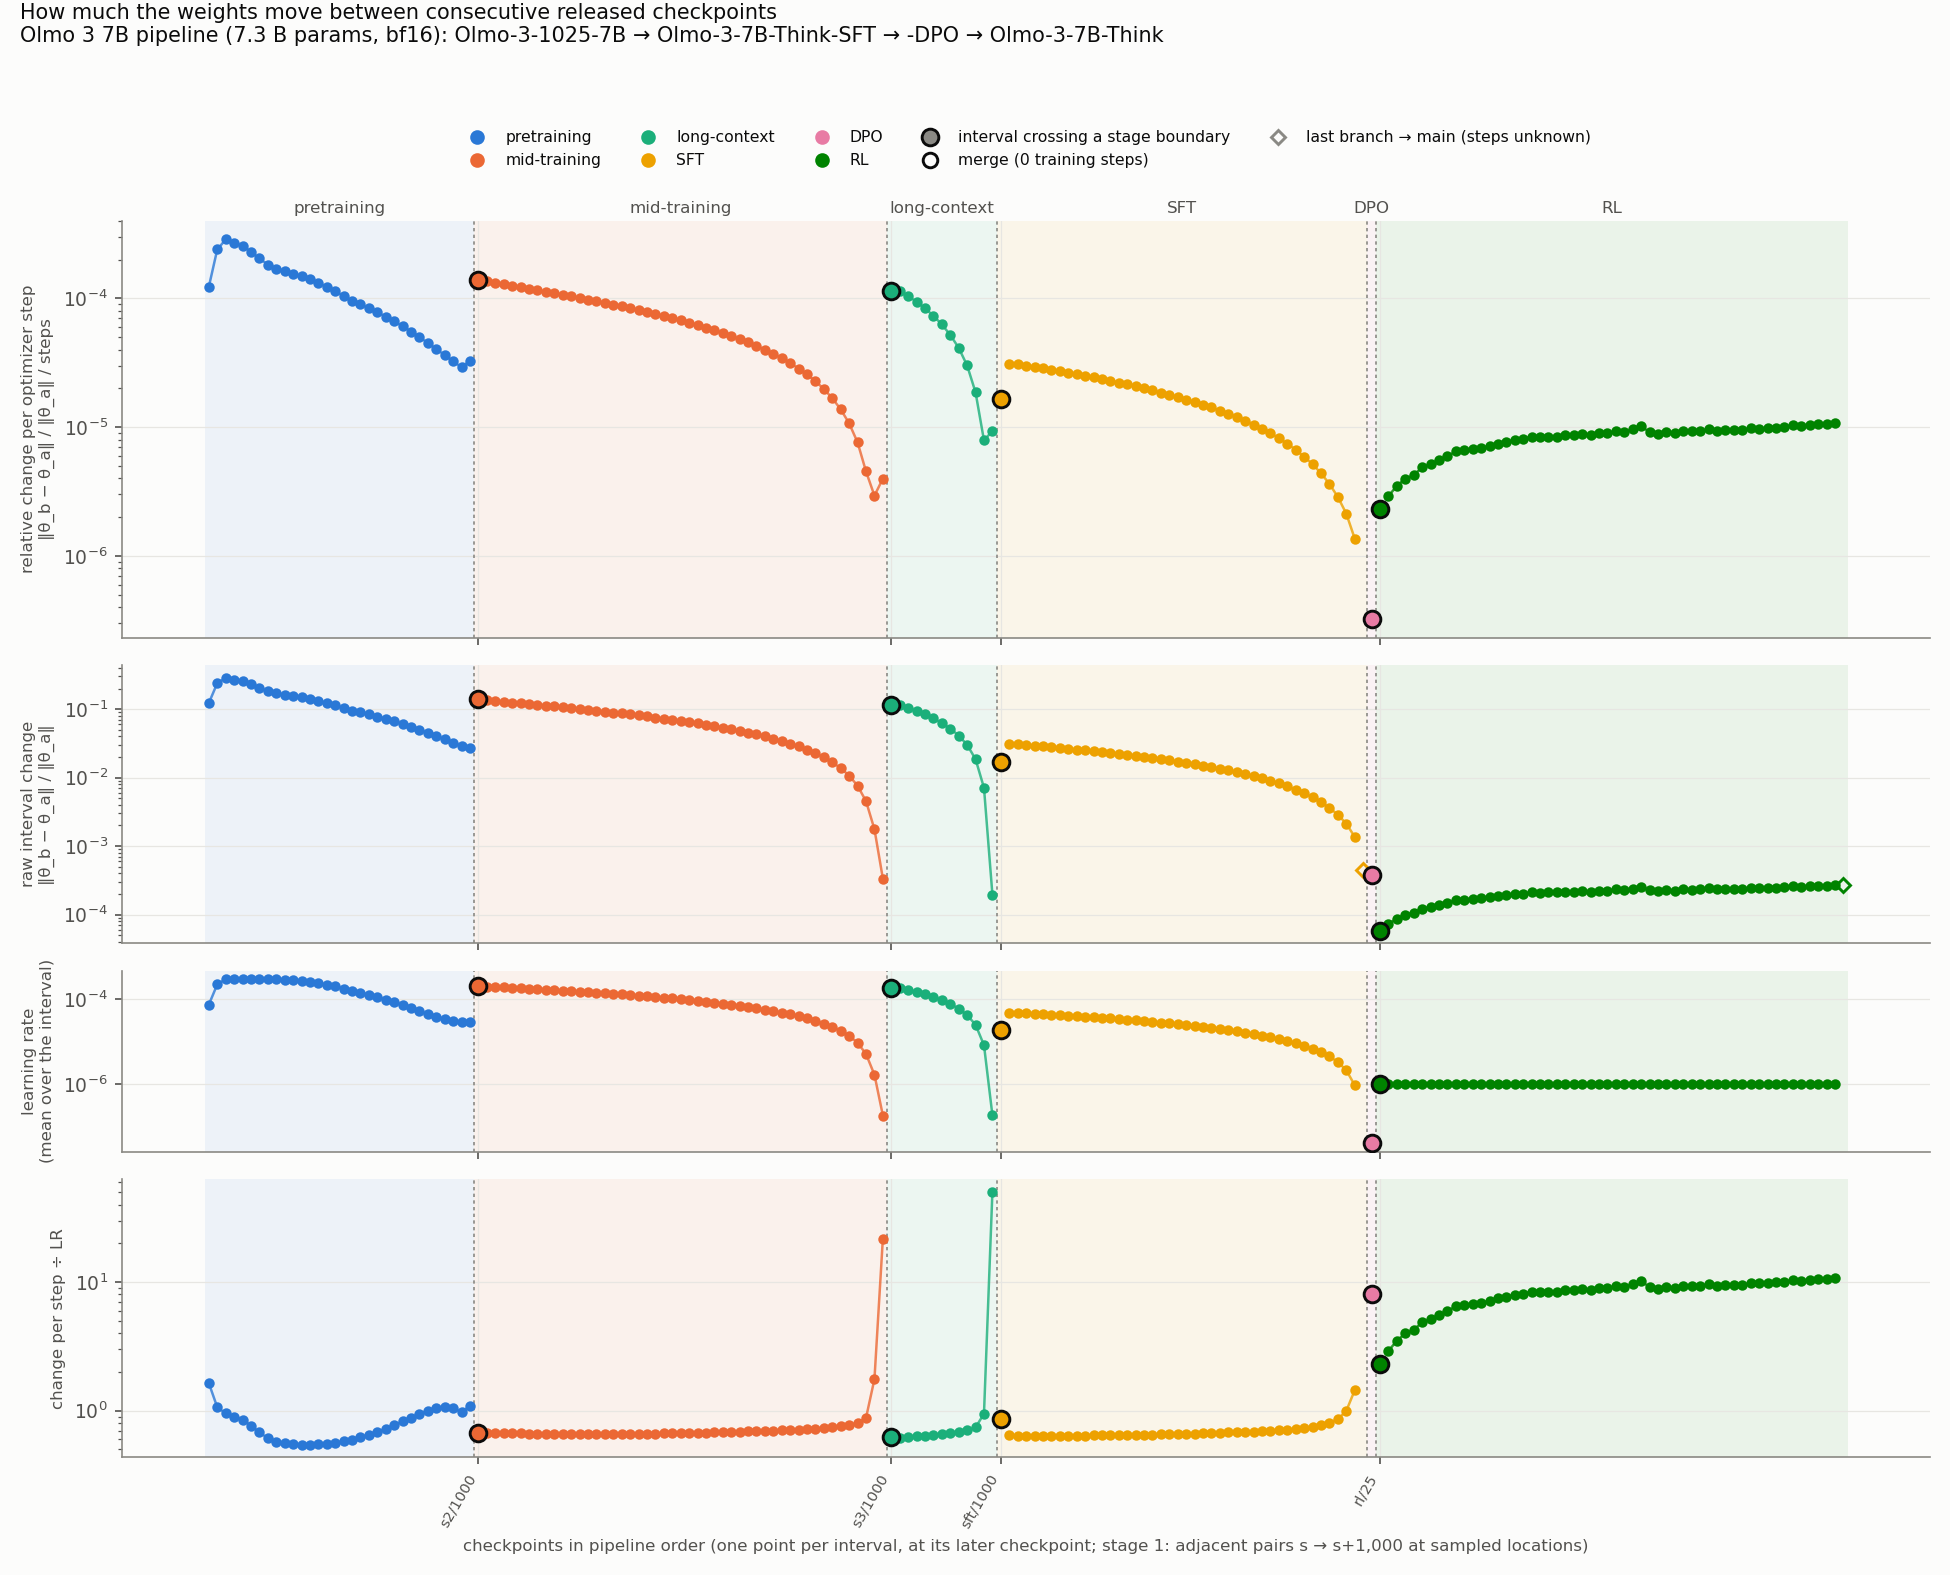 How much the weights move between consecutive released checkpoints
Olmo 3 7B pipeline (7.3 B params, bf16): Olmo-3-1025-7B → Olmo-3-7B-Think-SFT → -DPO → Olmo-3-7B-Think
pretraining
mid-training
long-context
SFT
DPO
RL
interval crossing a stage boundary
merge (0 training steps)
last branch → main (steps unknown)
pretraining
mid-training
long-context
SFT
DPO
RL
relative change per optimizer step
‖θ_b − θ_a‖ / ‖θ_a‖ / steps
10⁻⁴
10⁻⁵
10⁻⁶
raw interval change
‖θ_b − θ_a‖ / ‖θ_a‖
10⁻¹
10⁻²
10⁻³
10⁻⁴
learning rate
(mean over the interval)
10⁻⁴
10⁻⁶
change per step ÷ LR
10¹
10⁰
s2/1000
s3/1000
sft/1000
rl/25
checkpoints in pipeline order (one point per interval, at its later checkpoint; stage 1: adjacent pairs s → s+1,000 at sampled locations)